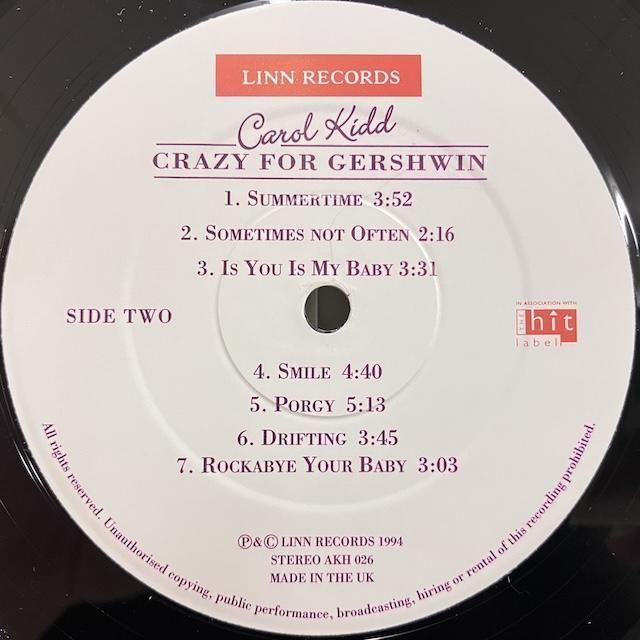 LINN RECORDS
Carol Kidd
CRAZY FOR GERSHWIN
1. SUMMERTIME 3:52
2. SOMETIMES NOT OFTEN 2:16
3. IS YOU IS MY BABY 3:31
SIDE TWO
IN ASSOCIATION WITH
THE hit
label
4. SMILE 4:40
5. PORGY 5:13
6. DRIFTING 3:45
7. ROCKABYE YOUR BABY 3:03
℗&© LINN RECORDS 1994
STEREO AKH 026
MADE IN THE UK
All rights reserved. Unauthorised copying, public performance, broadcasting, hiring or rental of this recording prohibited.